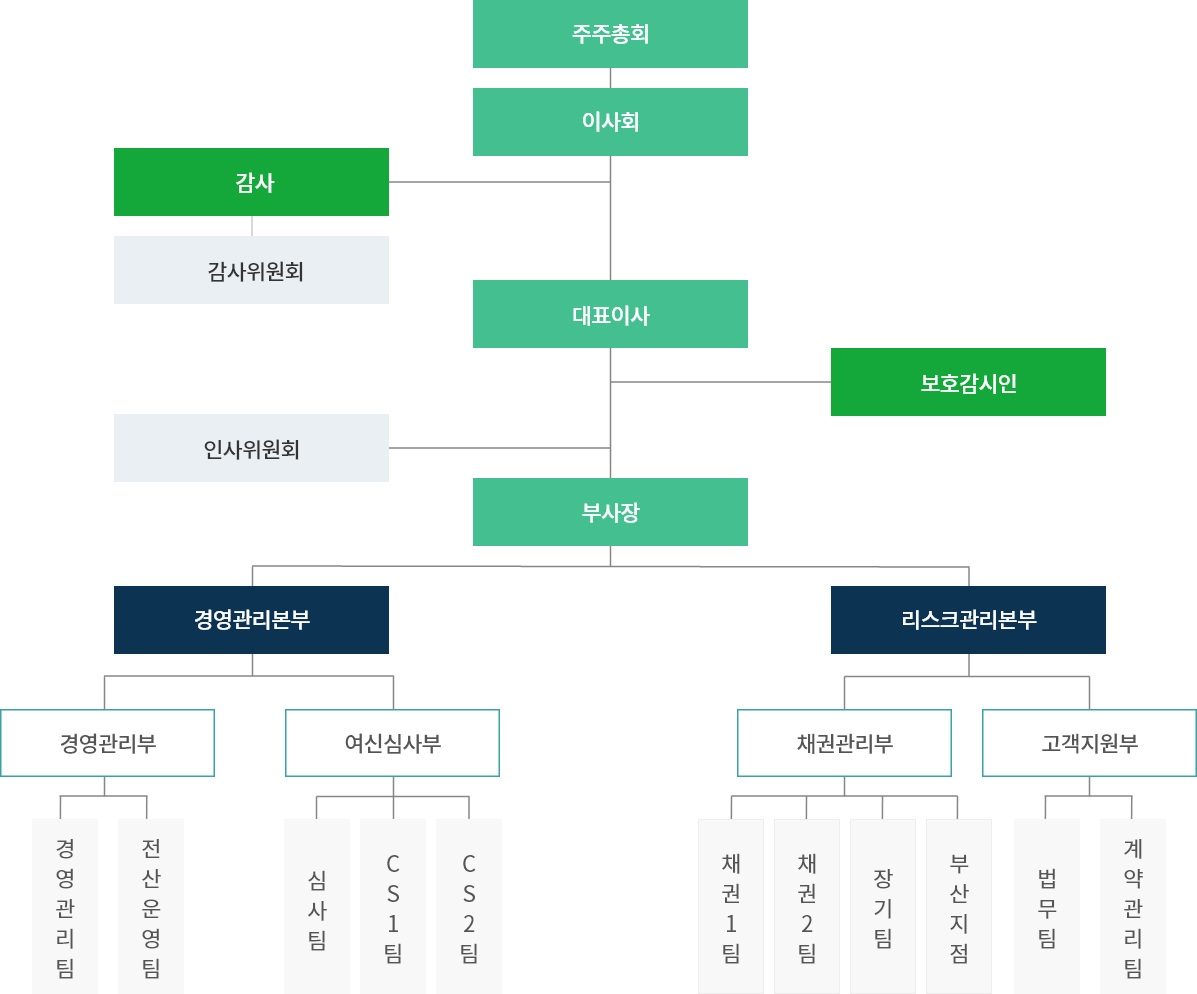 주주총회
이사회
감사
감사위원회
대표이사
보호감시인
인사위원회
부사장
경영관리본부
리스크관리본부
경영관리부
여신심사부
채권관리부
고객지원부
경영관리팀
전산운영팀
심사팀
CS1팀
CS2팀
채권1팀
채권2팀
장기팀
부산지점
법무팀
계약관리팀